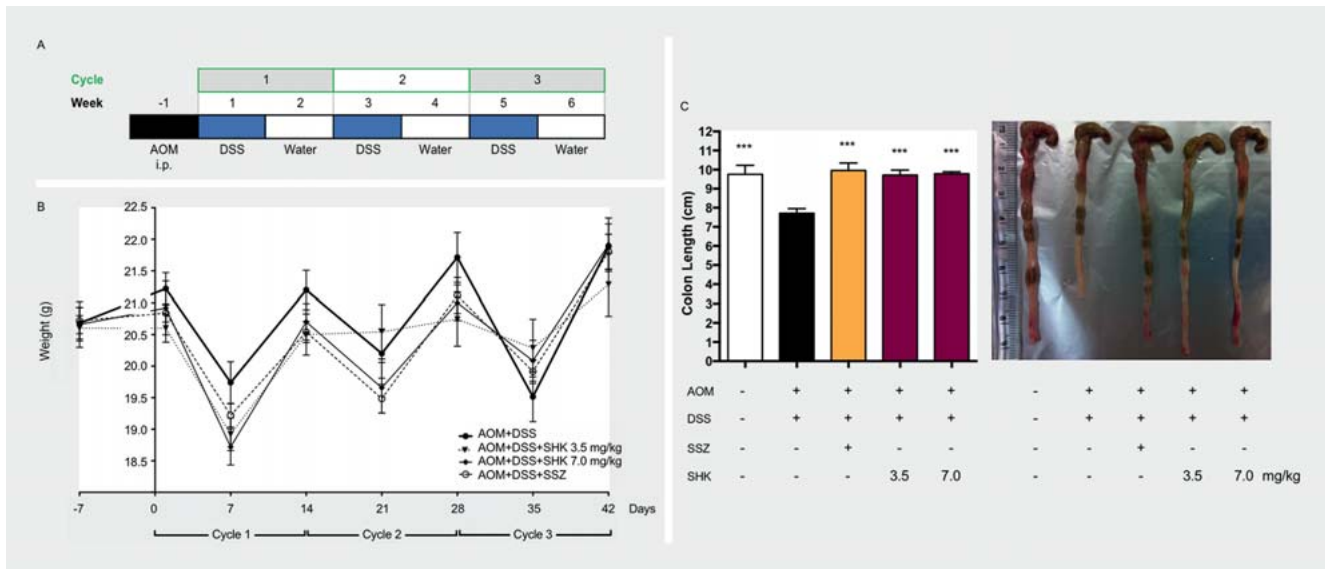 A
Cycle 1 2 3
Week -1 1 2 3 4 5 6
AOM i.p. DSS Water DSS Water DSS Water
B
Weight (g)
22.5
22.0
21.5
21.0
20.5
20.0
19.5
19.0
18.5
AOM+DSS
AOM+DSS+SHK 3.5 mg/kg
AOM+DSS+SHK 7.0 mg/kg
AOM+DSS+SSZ
-7 0 7 14 21 28 35 42 Days
Cycle 1 Cycle 2 Cycle 3
C
Colon Length (cm)
12
11
10
9
8
7
6
5
4
3
2
1
0
*** *** *** ***
AOM - + + + + - + + + +
DSS - + + + + - + + + +
SSZ - - + - - - - + - -
SHK - - - 3.5 7.0 - - - 3.5 7.0 mg/kg